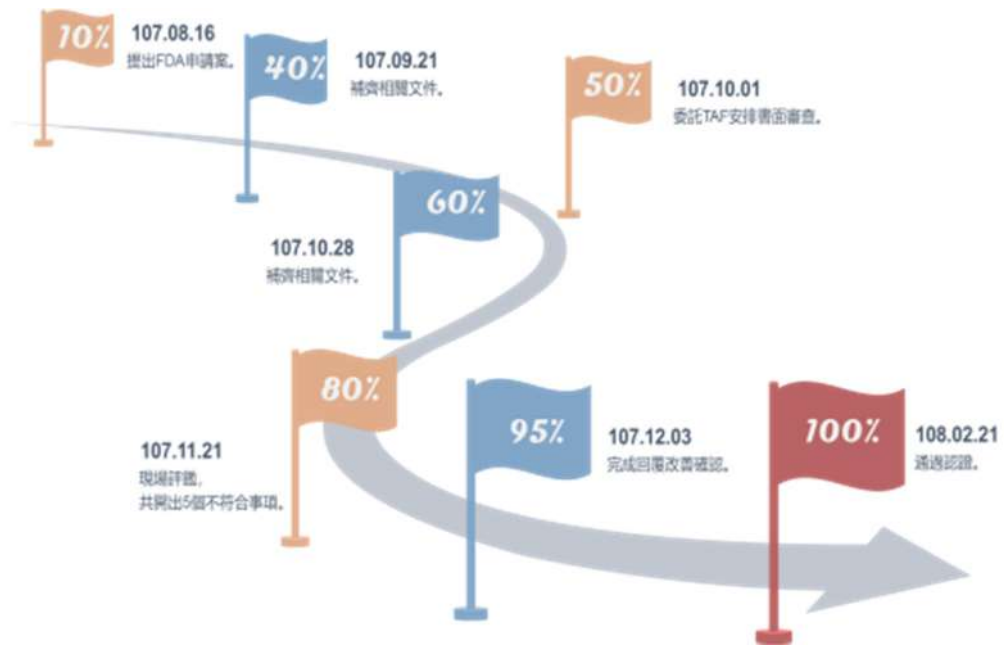 10%
107.08.16
提出FDA申請案。
40%
107.09.21
補齊相關文件。
50%
107.10.01
委託TAF安排書面審查。
60%
107.10.28
補齊相關文件。
80%
107.11.21
現場評鑑,
共開出5個不符合事項。
95%
107.12.03
完成回覆改善確認。
100%
108.02.21
通過認證。